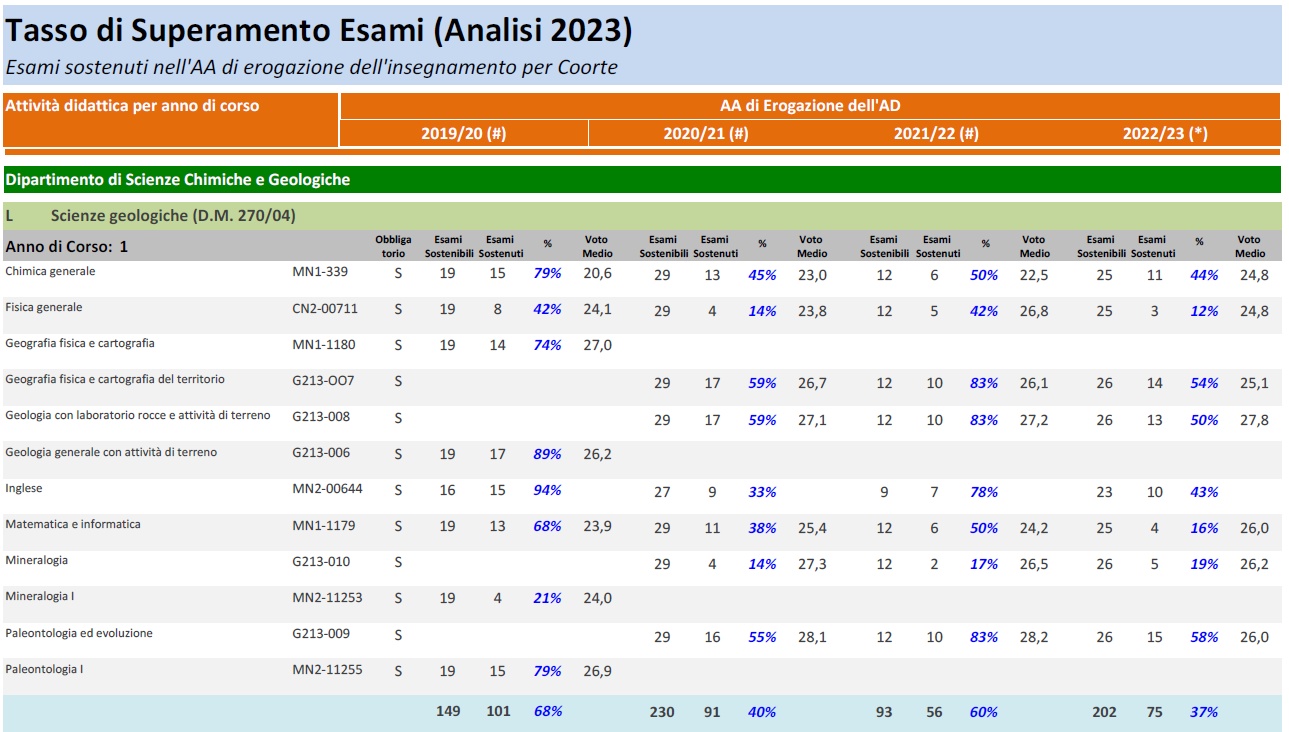 Tasso di Superamento Esami (Analisi 2023)
Esami sostenuti nell'AA di erogazione dell'insegnamento per Coorte
Attività didattica per anno di corso AA di Erogazione dell'AD
2019/20 (#) 2020/21 (#) 2021/22 (#) 2022/23 (*)
Dipartimento di Scienze Chimiche e Geologiche
L Scienze geologiche (D.M. 270/04)
Anno di Corso: 1 Obbliga torio Esami Sostenibili Esami Sostenuti % Voto Medio Esami Sostenibili Esami Sostenuti % Voto Medio Esami Sostenibili Esami Sostenuti % Voto Medio Esami Sostenibili Esami Sostenuti % Voto Medio
Chimica generale MN1-339 S 19 15 79% 20,6 29 13 45% 23,0 12 6 50% 22,5 25 11 44% 24,8
Fisica generale CN2-00711 S 19 8 42% 24,1 29 4 14% 23,8 12 5 42% 26,8 25 3 12% 24,8
Geografia fisica e cartografia MN1-1180 S 19 14 74% 27,0
Geografia fisica e cartografia del territorio G213-OO7 S 29 17 59% 26,7 12 10 83% 26,1 26 14 54% 25,1
Geologia con laboratorio rocce e attività di terreno G213-008 S 29 17 59% 27,1 12 10 83% 27,2 26 13 50% 27,8
Geologia generale con attività di terreno G213-006 S 19 17 89% 26,2
Inglese MN2-00644 S 16 15 94% 27 9 33% 9 7 78% 23 10 43%
Matematica e informatica MN1-1179 S 19 13 68% 23,9 29 11 38% 25,4 12 6 50% 24,2 25 4 16% 26,0
Mineralogia G213-010 S 29 4 14% 27,3 12 2 17% 26,5 26 5 19% 26,2
Mineralogia I MN2-11253 S 19 4 21% 24,0
Paleontologia ed evoluzione G213-009 S 29 16 55% 28,1 12 10 83% 28,2 26 15 58% 26,0
Paleontologia I MN2-11255 S 19 15 79% 26,9
149 101 68% 230 91 40% 93 56 60% 202 75 37%